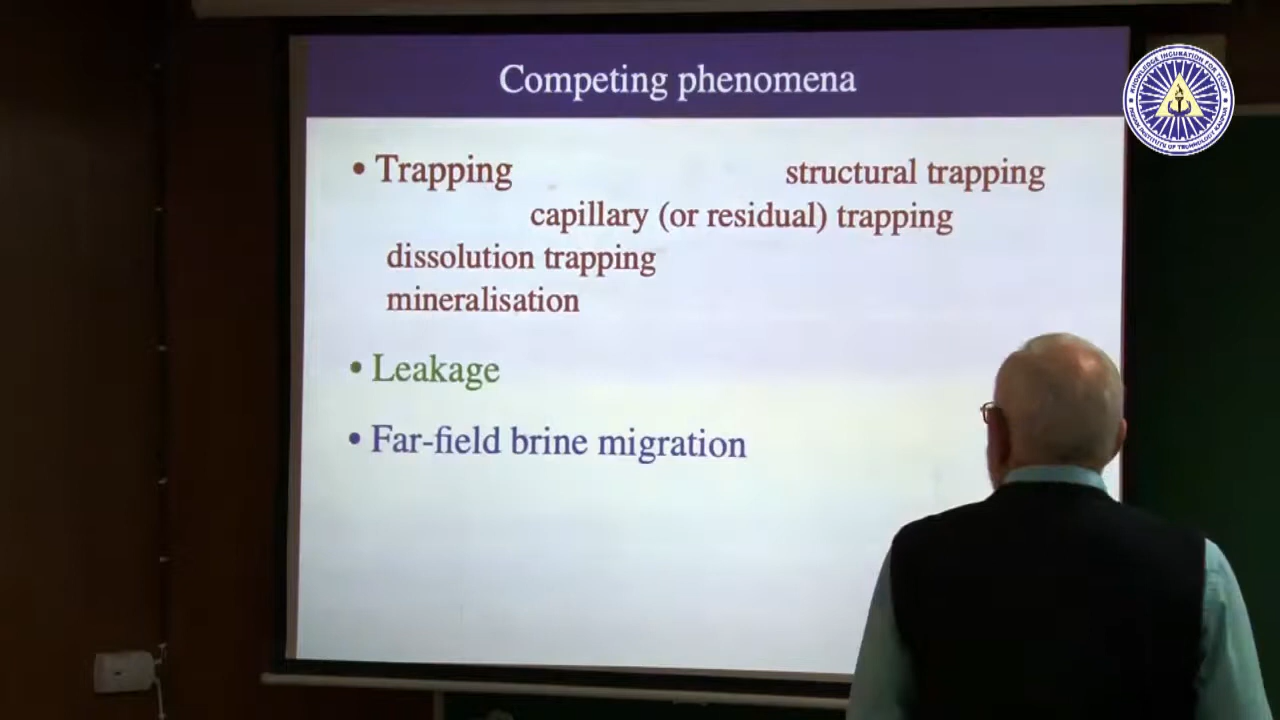 Competing phenomena
• Trapping structural trapping
capillary (or residual) trapping
dissolution trapping
mineralisation
• Leakage
• Far-field brine migration